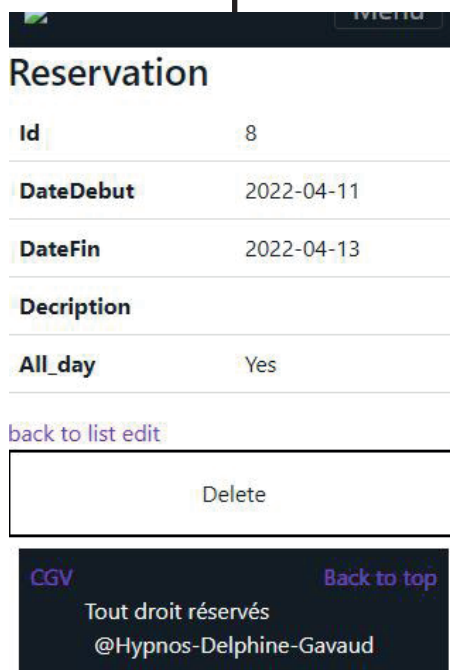 Menu
Reservation
Id 8
DateDebut 2022-04-11
DateFin 2022-04-13
Decription
All_day Yes
back to list edit
Delete
CGV Back to top
Tout droit réservés
@Hypnos-Delphine-Gavaud